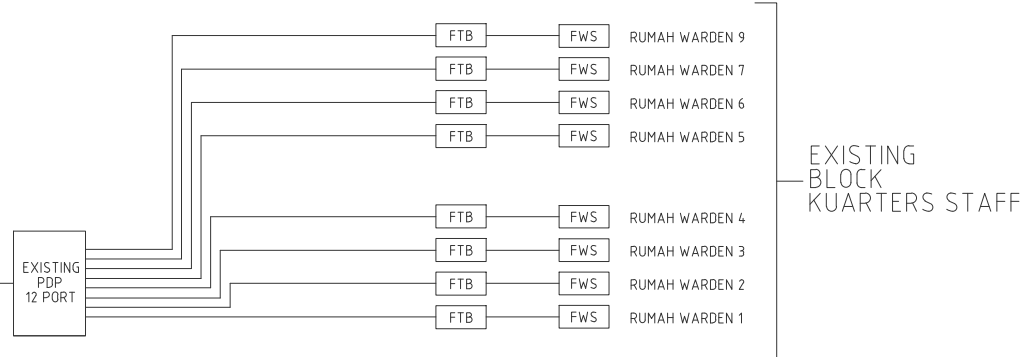 FTB FWS RUMAH WARDEN 9
FTB FWS RUMAH WARDEN 7
FTB FWS RUMAH WARDEN 6
FTB FWS RUMAH WARDEN 5
EXISTING
BLOCK
KUARTERS STAFF
FTB FWS RUMAH WARDEN 4
FTB FWS RUMAH WARDEN 3
EXISTING
PDP
12 PORT
FTB FWS RUMAH WARDEN 2
FTB FWS RUMAH WARDEN 1